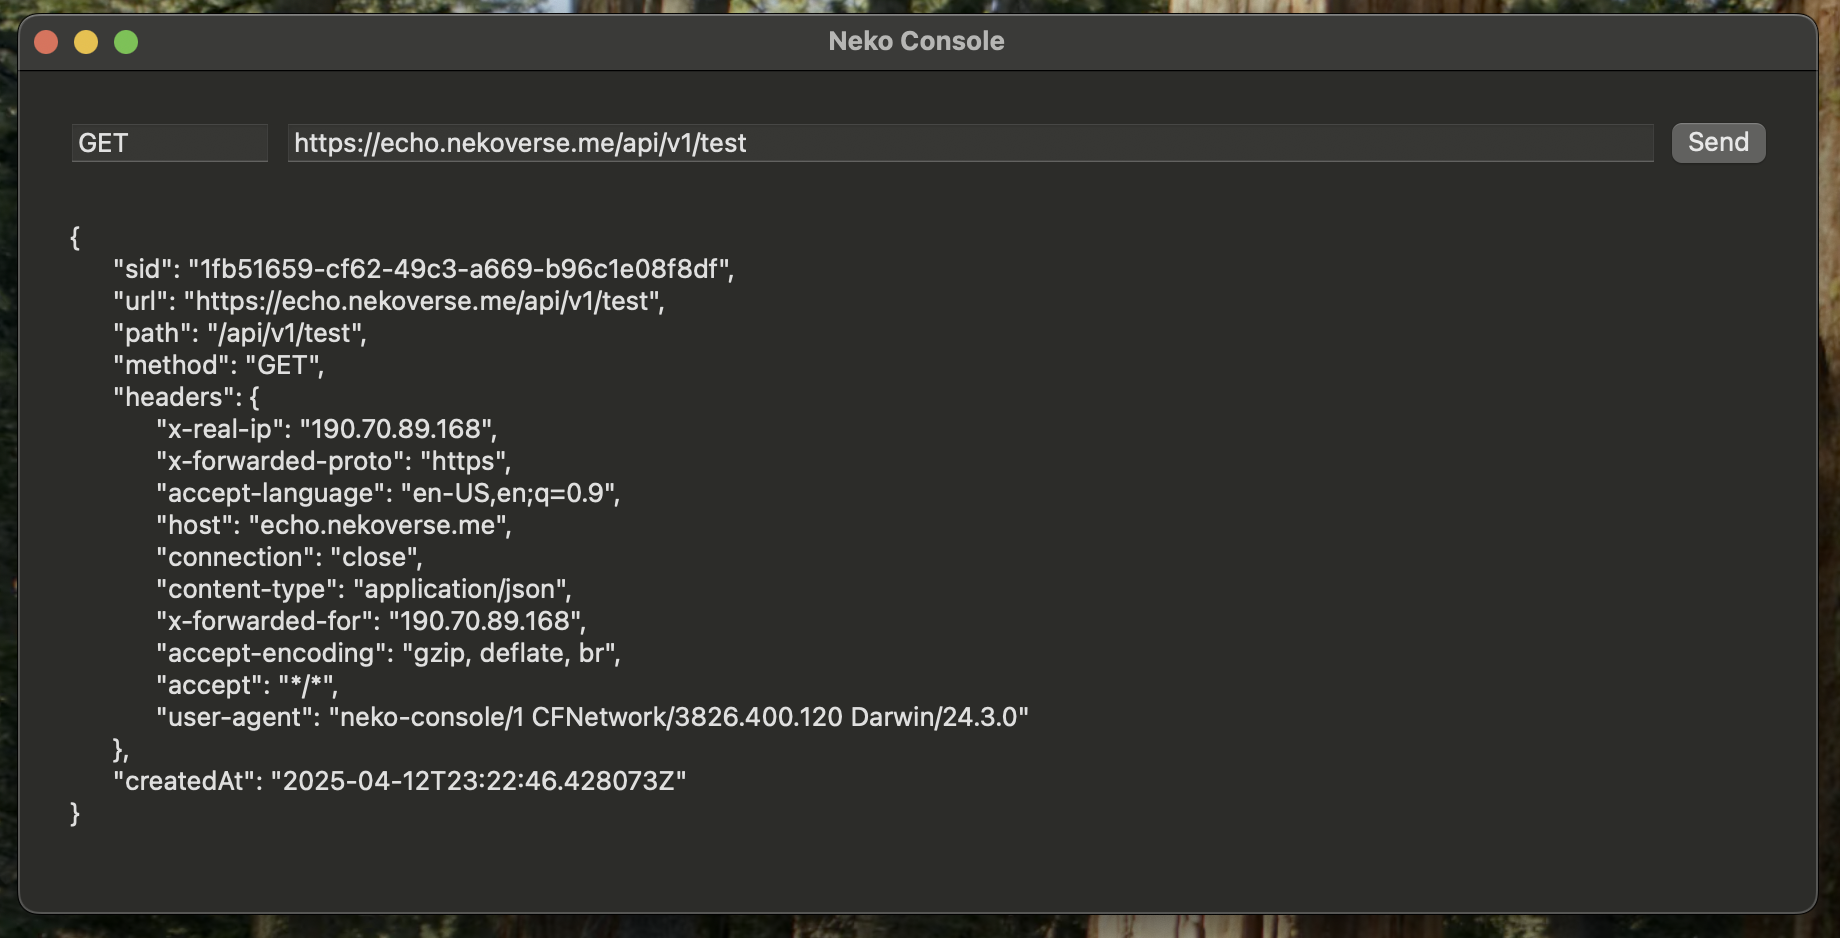 Neko Console
GET https://echo.nekoverse.me/api/v1/test Send
{
"sid": "1fb51659-cf62-49c3-a669-b96c1e08f8df",
"url": "https://echo.nekoverse.me/api/v1/test",
"path": "/api/v1/test",
"method": "GET",
"headers": {
"x-real-ip": "190.70.89.168",
"x-forwarded-proto": "https",
"accept-language": "en-US,en;q=0.9",
"host": "echo.nekoverse.me",
"connection": "close",
"content-type": "application/json",
"x-forwarded-for": "190.70.89.168",
"accept-encoding": "gzip, deflate, br",
"accept": "*/*",
"user-agent": "neko-console/1 CFNetwork/3826.400.120 Darwin/24.3.0"
},
"createdAt": "2025-04-12T23:22:46.428073Z"
}